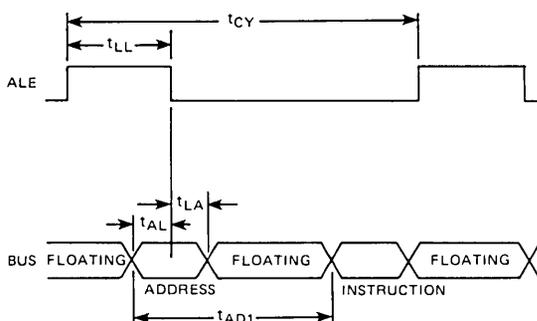 tCY
tLL
ALE
tLA
tAL
BUS FLOATING FLOATING FLOATING
ADDRESS INSTRUCTION
tAD1